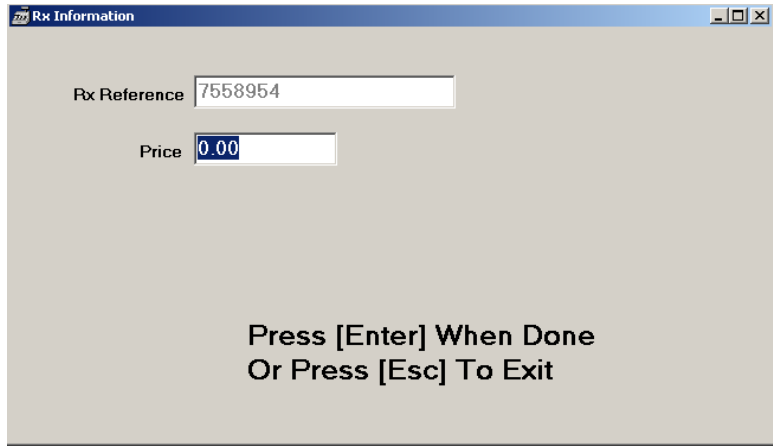 Rx Information
Rx Reference 7558954
Price 0.00
Press [Enter] When Done
Or Press [Esc] To Exit